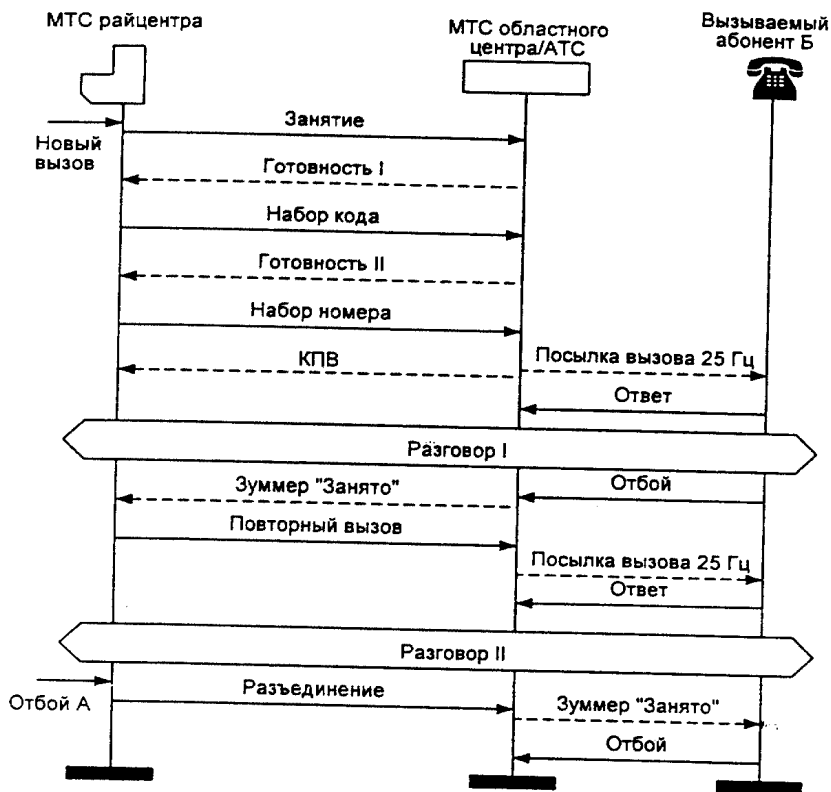 МТС райцентра
МТС областного
центра/АТС
Вызываемый
абонент Б
Новый
вызов
Занятие
Готовность I
Набор кода
Готовность II
Набор номера
КПВ
Посылка вызова 25 Гц
Ответ
Разговор I
Зуммер "Занято"
Отбой
Повторный вызов
Посылка вызова 25 Гц
Ответ
Разговор II
Отбой А
Разъединение
Зуммер "Занято"
Отбой